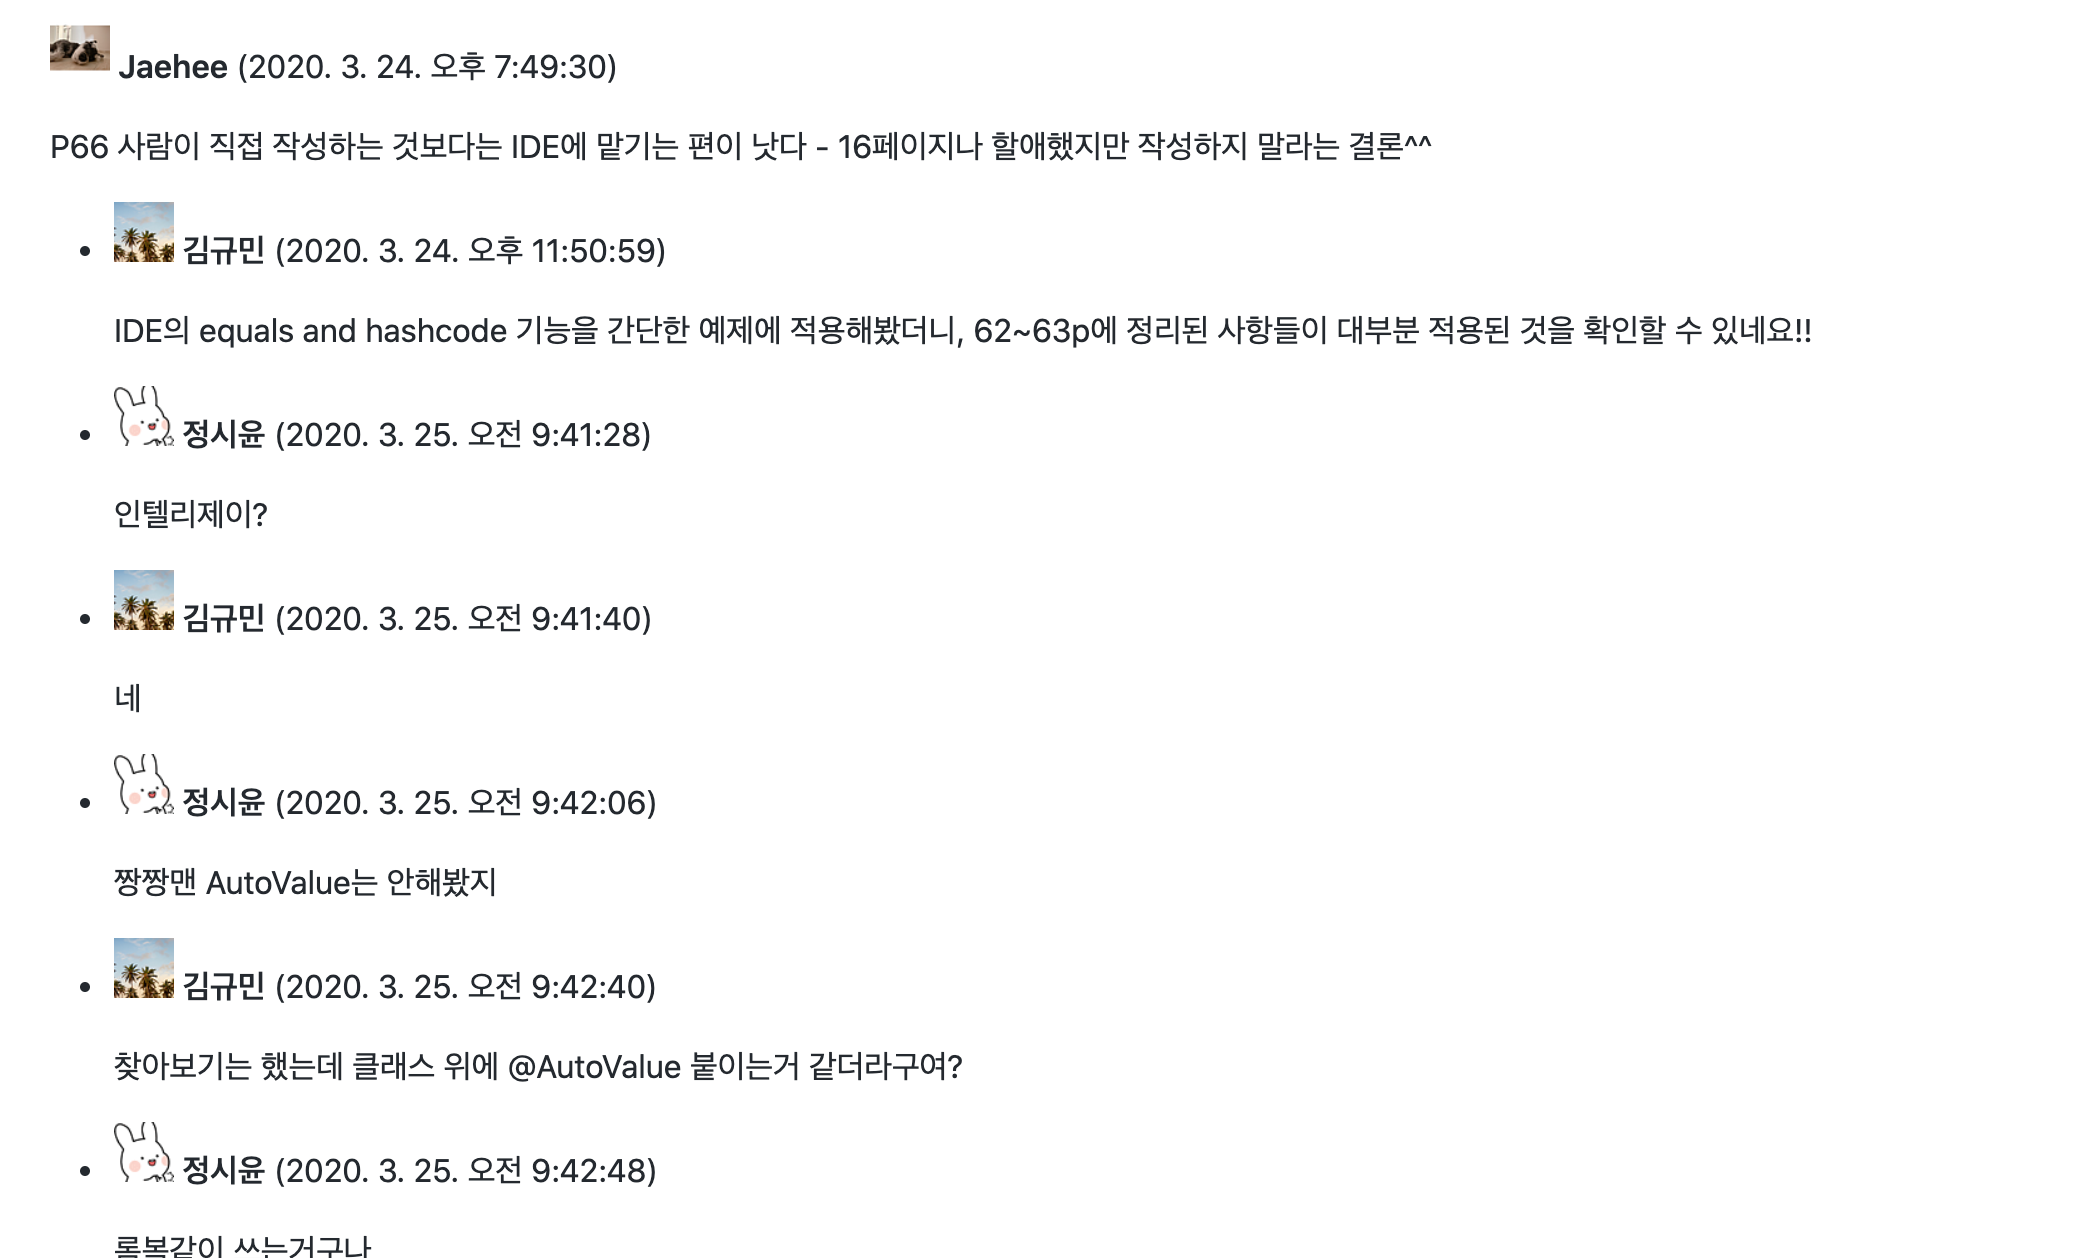 Jaehee (2020. 3. 24. 오후 7:49:30)
P66 사람이 직접 작성하는 것보다는 IDE에 맡기는 편이 낫다 - 16페이지나 할애했지만 작성하지 말라는 결론^^
• 김규민 (2020. 3. 24. 오후 11:50:59)
IDE의 equals and hashcode 기능을 간단한 예제에 적용해봤더니, 62~63p에 정리된 사항들이 대부분 적용된 것을 확인할 수 있네요!!
• 정시윤 (2020. 3. 25. 오전 9:41:28)
인텔리제이?
• 김규민 (2020. 3. 25. 오전 9:41:40)
네
• 정시윤 (2020. 3. 25. 오전 9:42:06)
짱짱맨 AutoValue는 안해봤지
• 김규민 (2020. 3. 25. 오전 9:42:40)
찾아보기는 했는데 클래스 위에 @AutoValue 붙이는거 같더라구여?
• 정시윤 (2020. 3. 25. 오전 9:42:48)
롬복같이 쓰는거구나